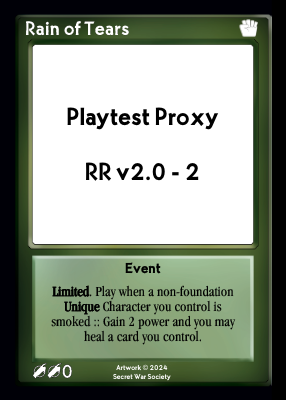 Rain of Tears
Playtest Proxy
RR v2.0 - 2
Event
Limited. Play when a non-foundation
Unique Character you control is
smoked :: Gain 2 power and you may
heal a card you control.
0
Artwork © 2024
Secret War Society